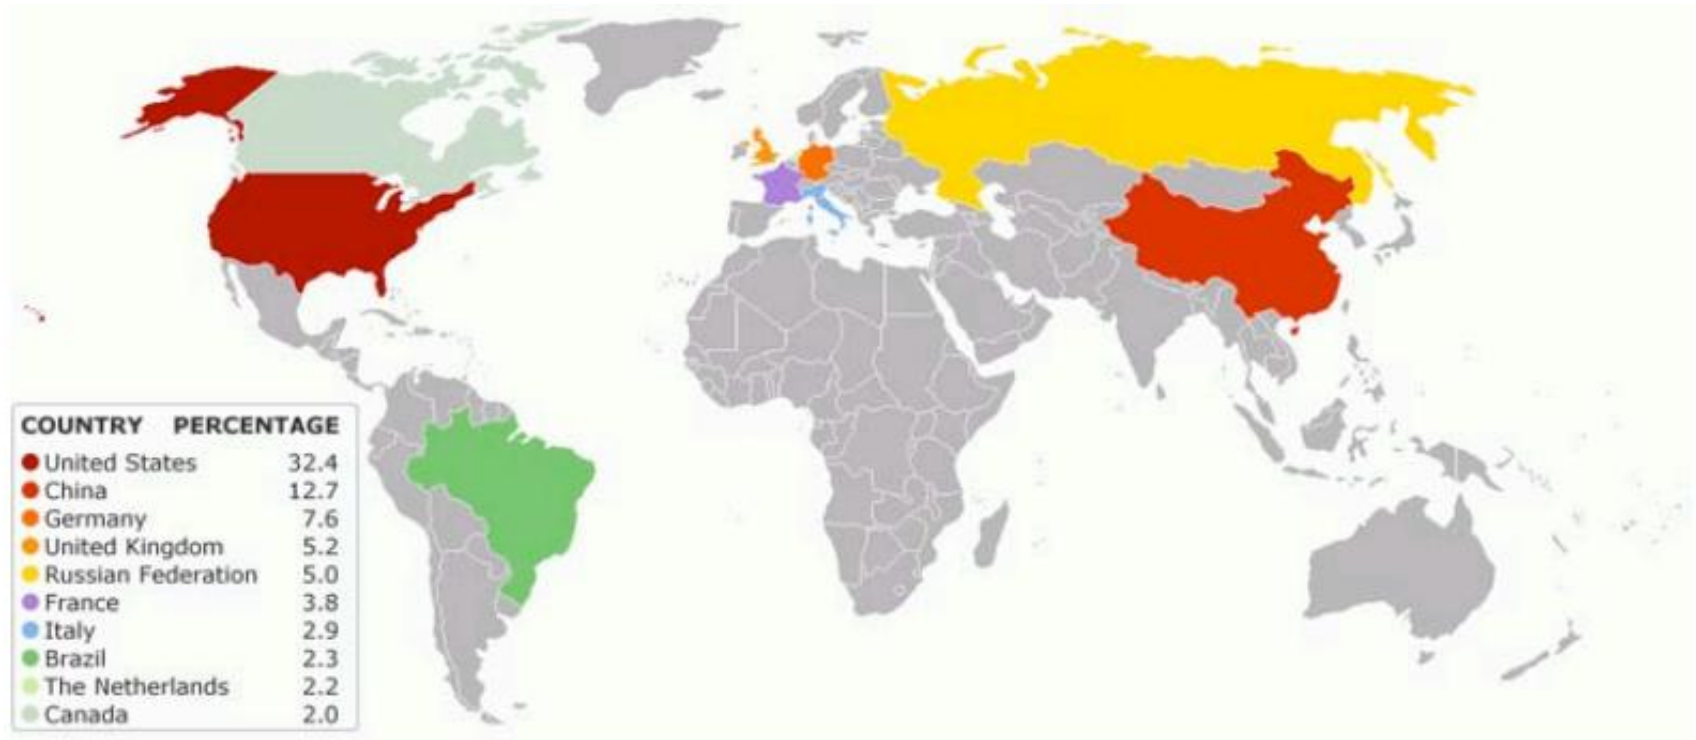 COUNTRY PERCENTAGE
United States 32.4
China 12.7
Germany 7.6
United Kingdom 5.2
Russian Federation 5.0
France 3.8
Italy 2.9
Brazil 2.3
The Netherlands 2.2
Canada 2.0